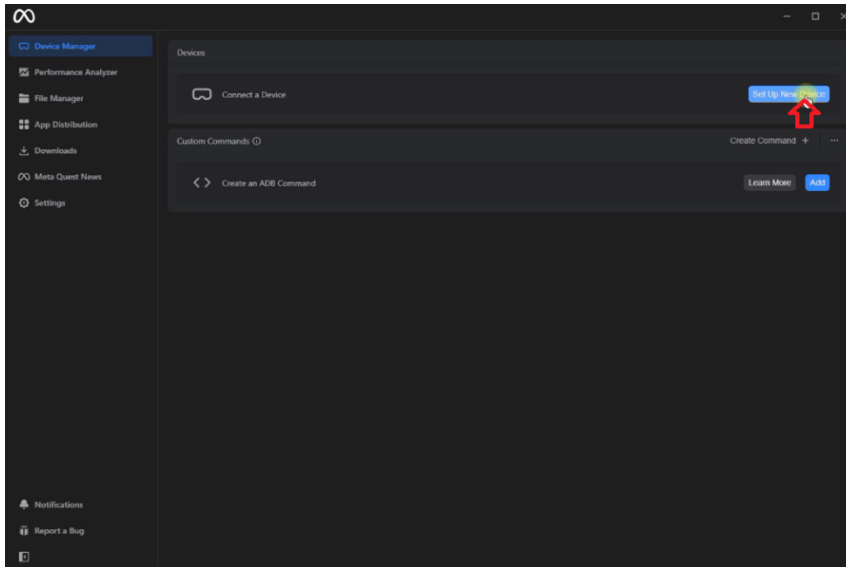 Device Manager
Performance Analyzer
File Manager
App Distribution
Downloads
Meta Quest News
Settings
Notifications
Report a Bug
Devices
Connect a Device
Set Up New Device
Custom Commands
Create Command +
Create an ADB Command
Learn More
Add